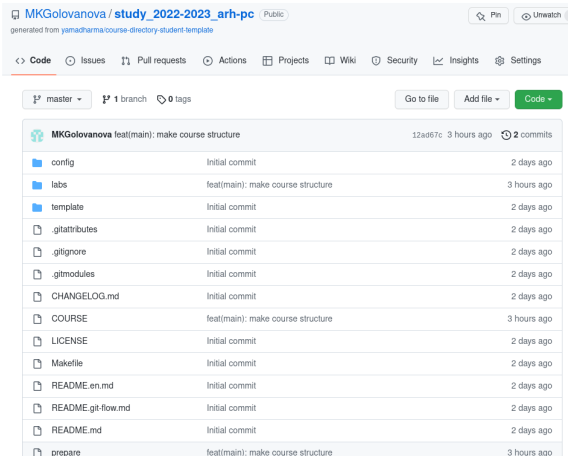 MKGolovanova / study_2022-2023_arh-pc Public
Pin Unwatch
generated from yamadharma/course-directory-student-template
Code Issues Pull requests Actions Projects Wiki Security Insights Settings
master 1 branch 0 tags Go to file Add file Code
MKGolovanova feat(main): make course structure 12ad67c 3 hours ago 2 commits
config Initial commit 2 days ago
labs feat(main): make course structure 3 hours ago
template Initial commit 2 days ago
.gitattributes Initial commit 2 days ago
.gitignore Initial commit 2 days ago
.gitmodules Initial commit 2 days ago
CHANGELOG.md Initial commit 2 days ago
COURSE feat(main): make course structure 3 hours ago
LICENSE Initial commit 2 days ago
Makefile Initial commit 2 days ago
README.en.md Initial commit 2 days ago
README.git-flow.md Initial commit 2 days ago
README.md Initial commit 2 days ago
prepare feat(main): make course structure 3 hours ago